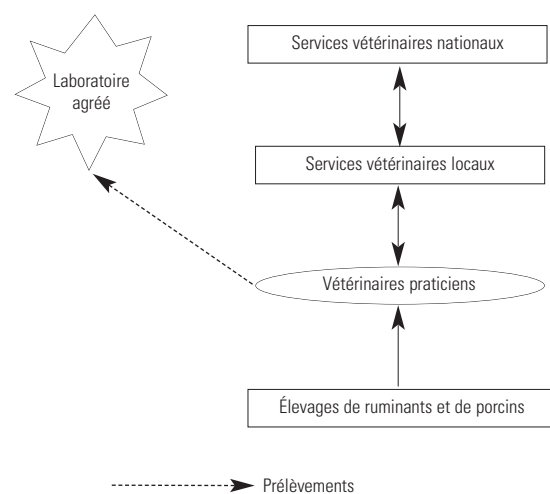 Services vétérinaires nationaux
Laboratoire
agréé
Services vétérinaires locaux
Vétérinaires praticiens
Élevages de ruminants et de porcins
Prélèvements